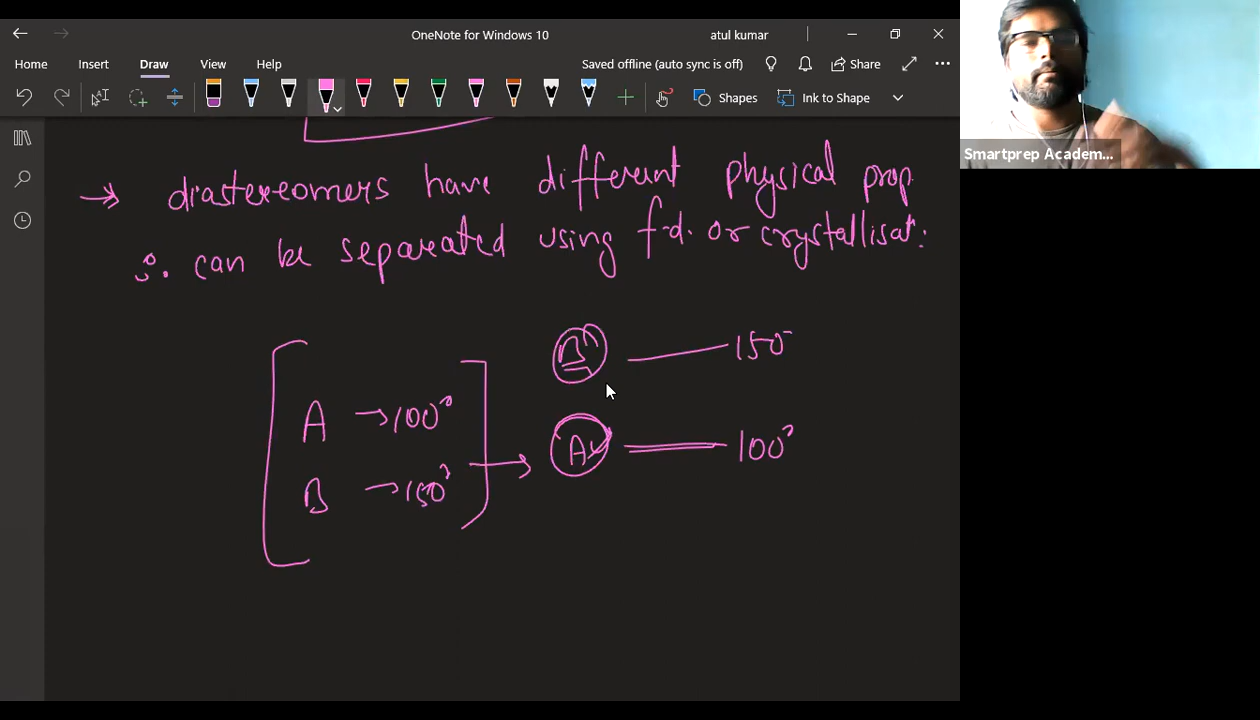 OneNote for Windows 10
atul kumar
Home Insert Draw View Help
Saved offline (auto sync is off)
Share
Shapes
Ink to Shape
Smartprep Academ...
→ diastereomers have different physical prop.
∴ can be separated using f.d. or crystallisat.
B — 150°
A → 100°
A — 100°
B → 150°